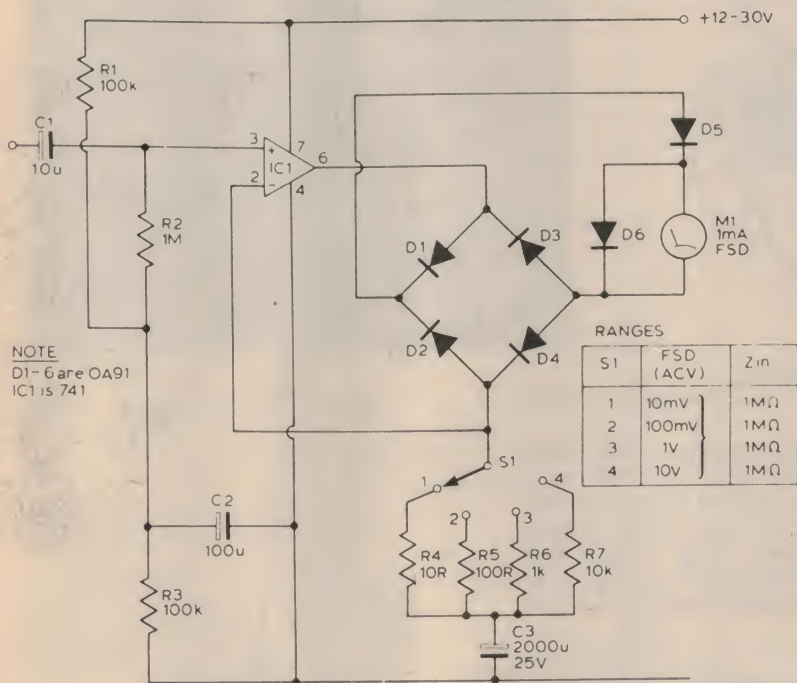 +12-30V
R1
100k
C1
10u
3
+
7
IC1
6
2
-
4
R2
1M
D5
D6
M1
1mA
FSD
D1
D3
D2
D4
NOTE
D1-6 are OA91
IC1 is 741
RANGES
S1 FSD (ACV) Zin
1 10mV 1MΩ
2 100mV 1MΩ
3 1V 1MΩ
4 10V 1MΩ
S1
1
2
3
4
C2
100u
R3
100k
R4
10R
R5
100R
R6
1k
R7
10k
C3
2000u
25V